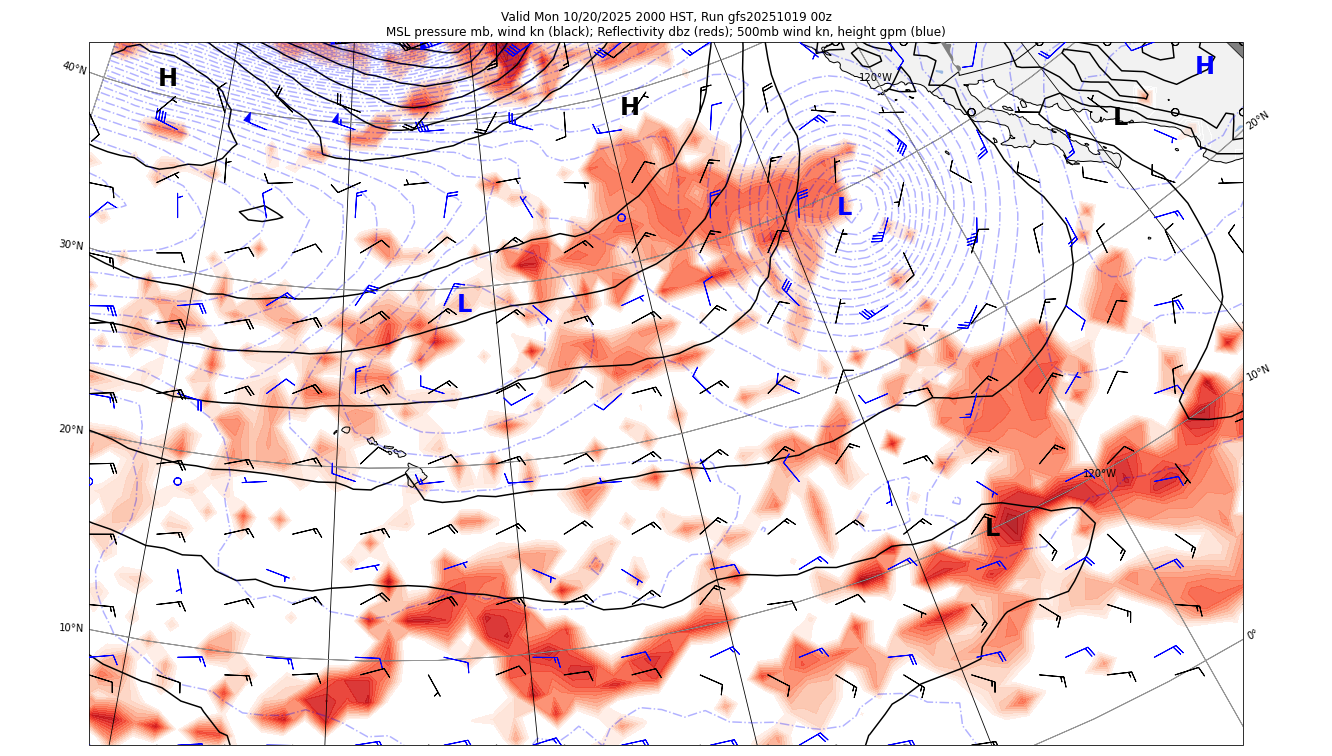 Valid Mon 10/20/2025 2000 HST, Run gfs20251019 00z
MSL pressure mb, wind kn (black); Reflectivity dbz (reds); 500mb wind kn, height gpm (blue)
40°N
H
120°W
H
H
L
20°N
30°N
L
L
10°N
20°N
120°W
L
10°N
0°